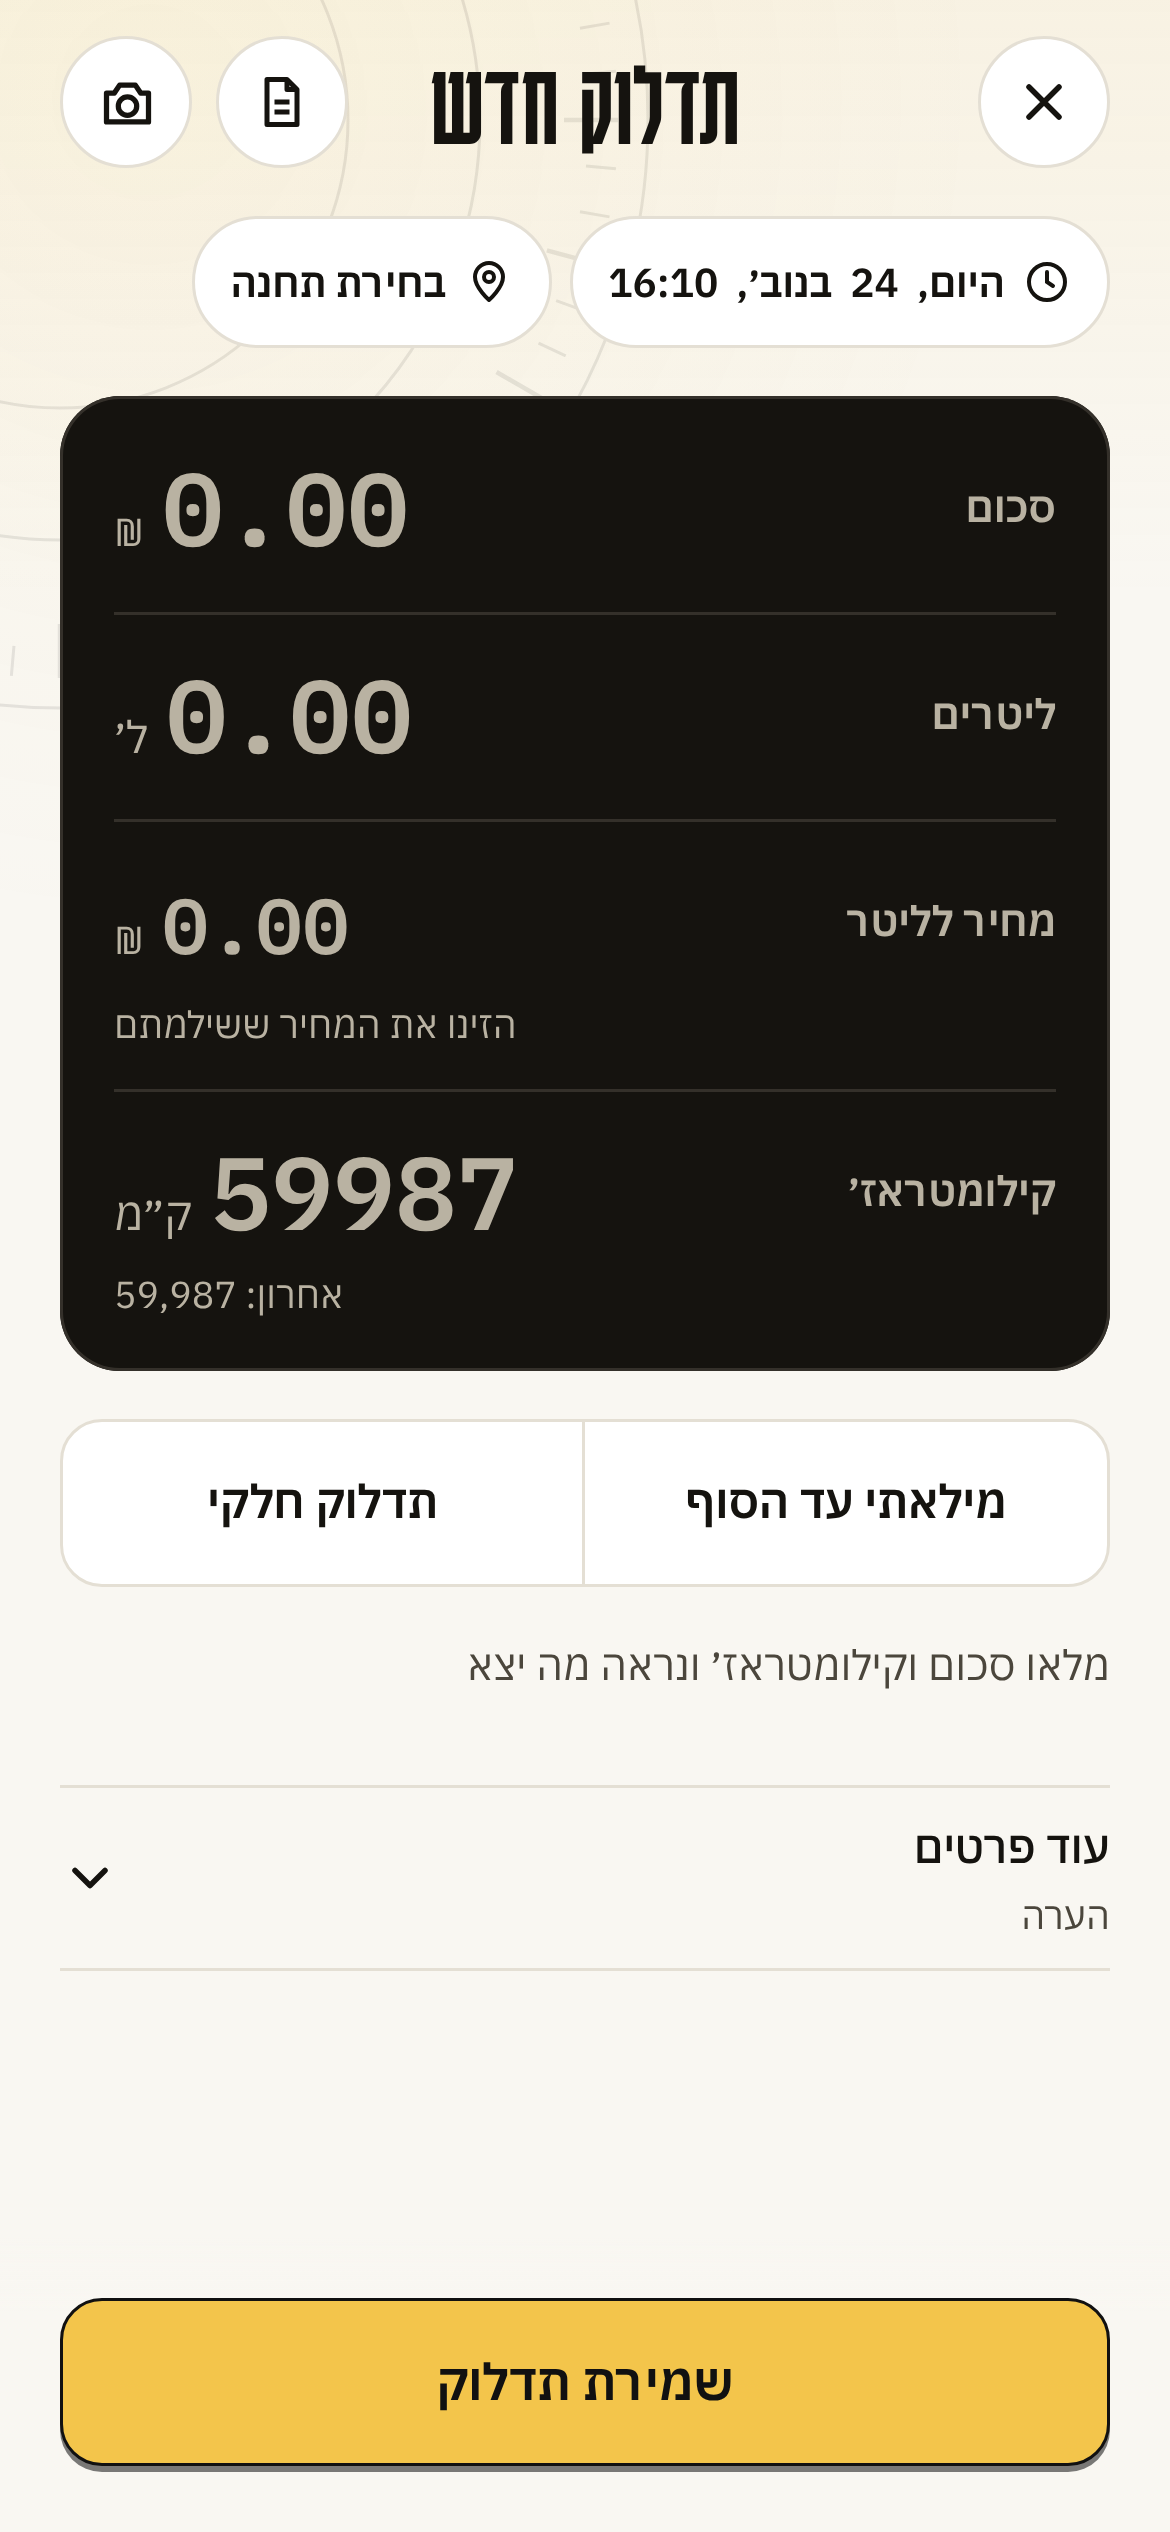 תדלוק חדש
היום, 24 בנוב׳, 16:10
בחירת תחנה
סכום
0.00 ₪
ליטרים
0.00 ל׳
מחיר לליטר
0.00 ₪
הזינו את המחיר ששילמתם
קילומטראז׳
59987 ק״מ
אחרון: 59,987
מילאתי עד הסוף
תדלוק חלקי
מלאו סכום וקילומטראז׳ ונראה מה יצא
עוד פרטים
הערה
שמירת תדלוק